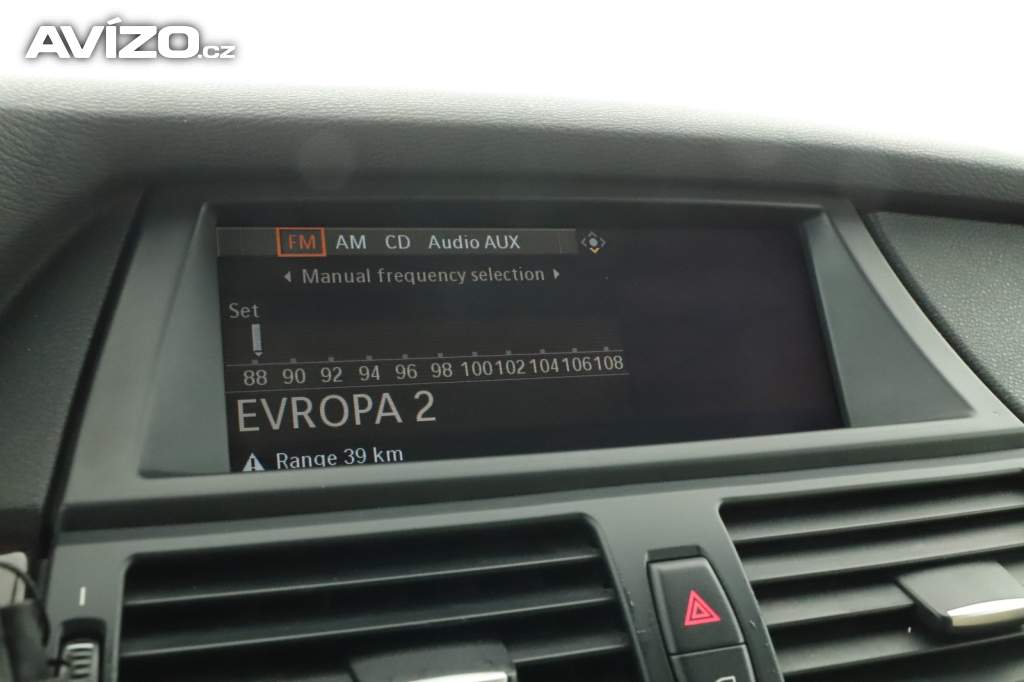 AVÍZO.cz
FM AM CD Audio AUX
Manual frequency selection
Set
88 90 92 94 96 98 100 102 104 106 108
EVROPA 2
Range 39 km